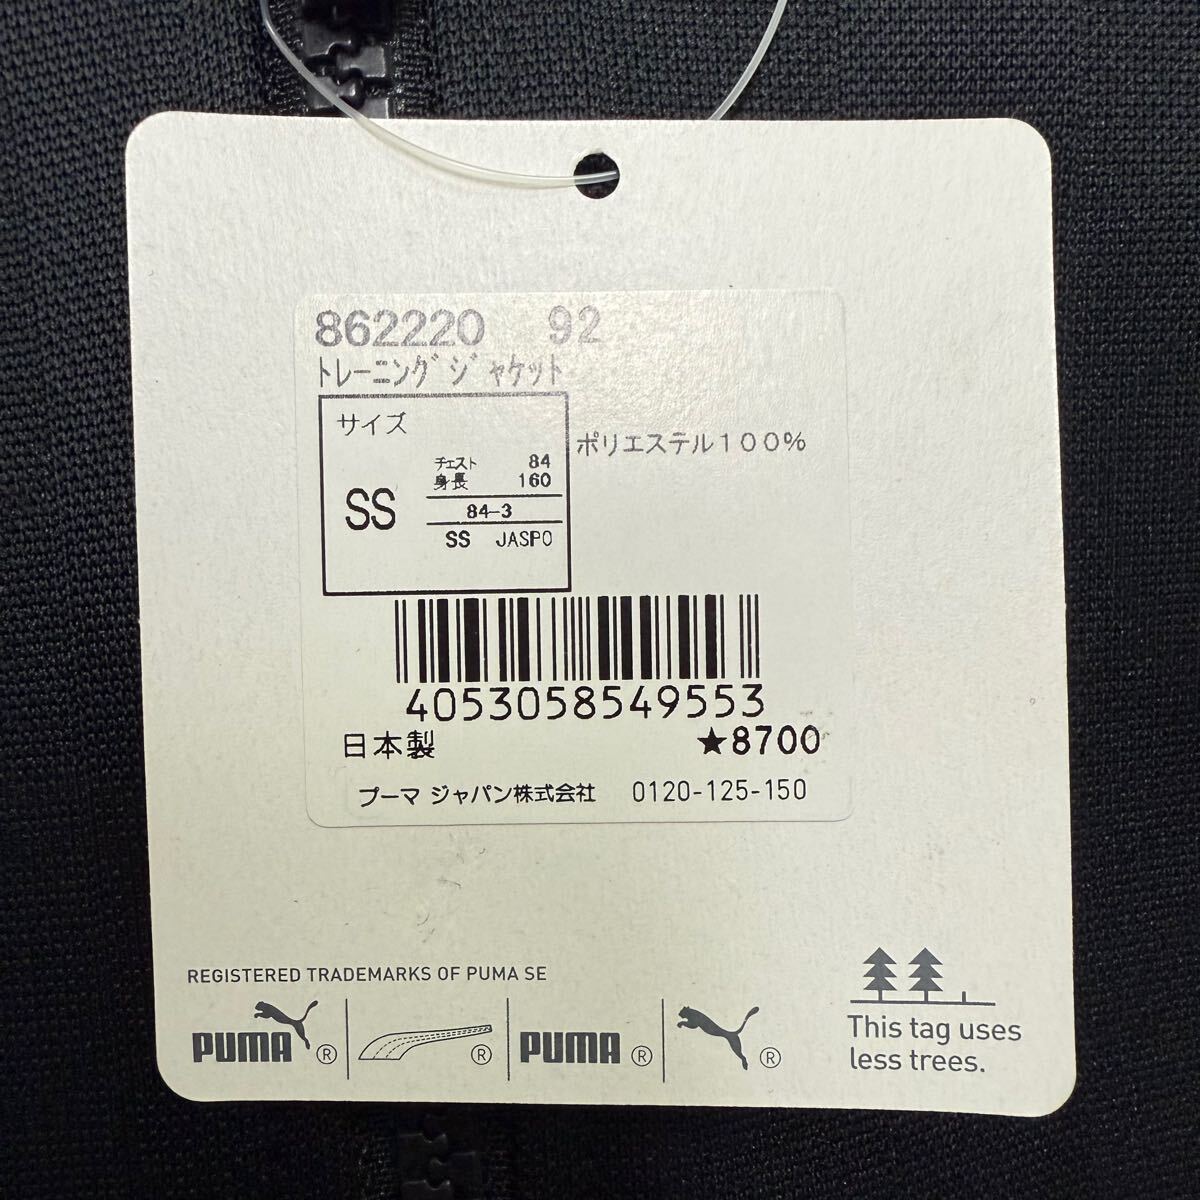 862220 92
トレーニングジャケット
サイズ
ポリエステル100%
SS
チェスト 84
身長 160
84-3
SS JASPO
4053058549553
日本製 ★8700
プーマ ジャパン株式会社 0120-125-150
REGISTERED TRADEMARKS OF PUMA SE
PUMA ® ® PUMA ® ®
This tag uses
less trees.